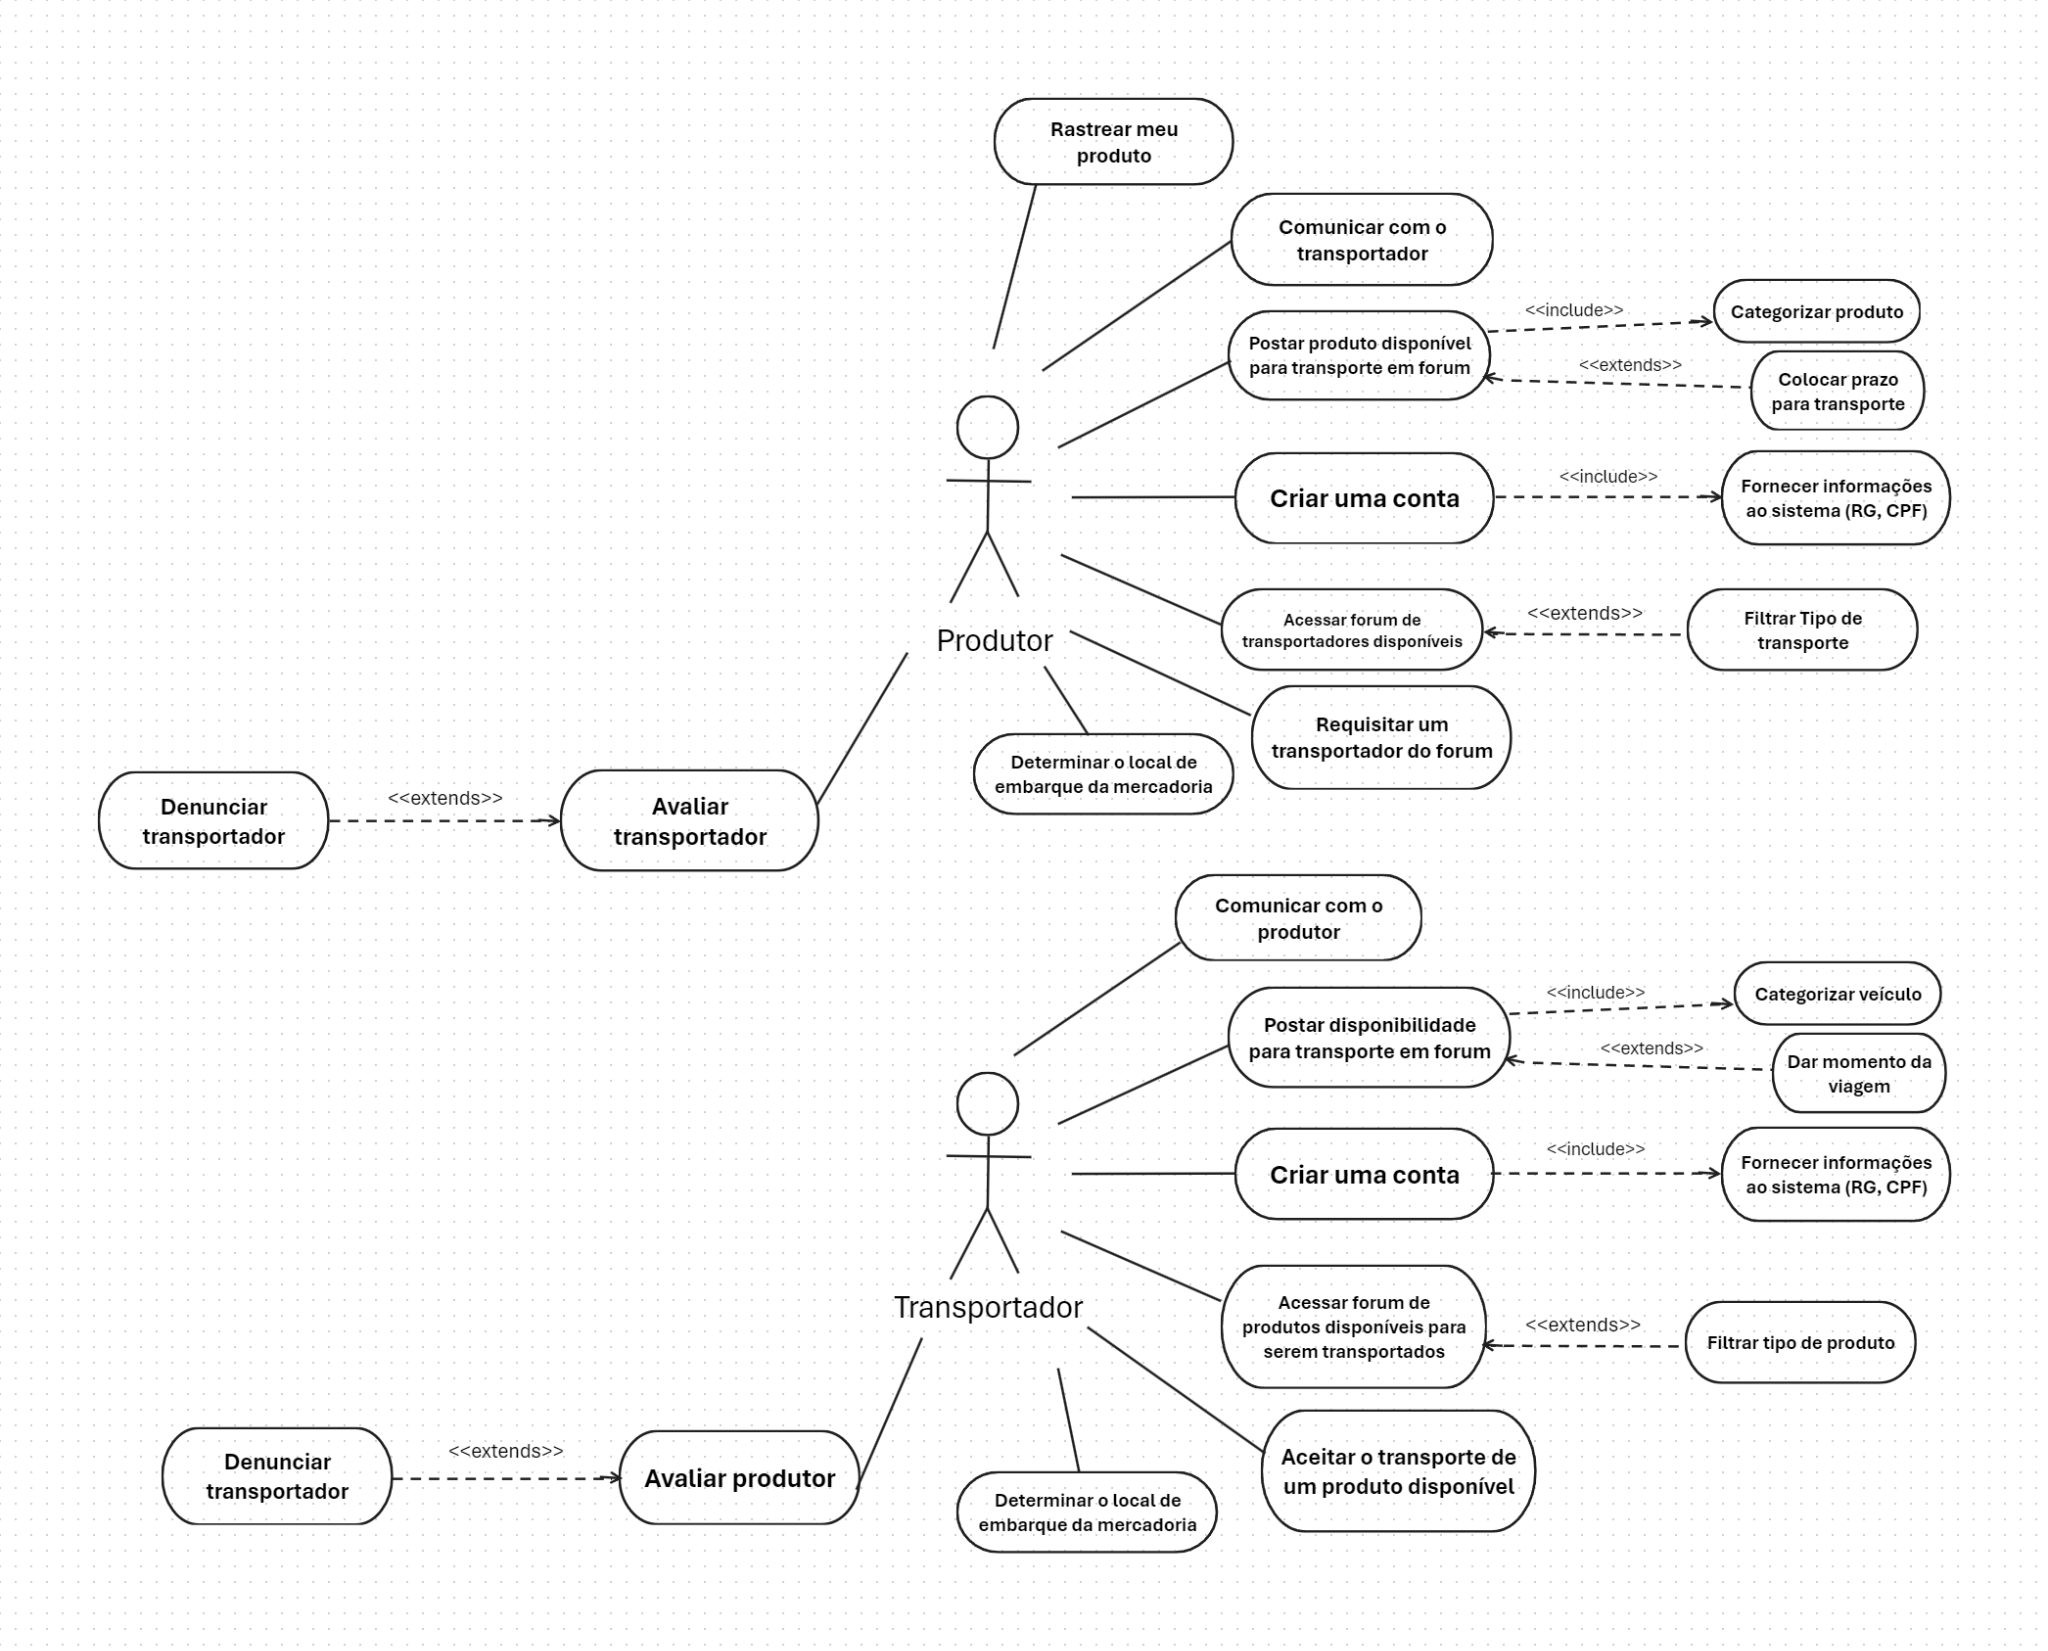 Rastrear meu
produto
Comunicar com o
transportador
<<include>>
Categorizar produto
Postar produto disponível
para transporte em forum
<<extends>>
Colocar prazo
para transporte
Criar uma conta
<<include>>
Fornecer informações
ao sistema (RG, CPF)
Acessar forum de
transportadores disponíveis
<<extends>>
Filtrar Tipo de
transporte
Produtor
Requisitar um
transportador do forum
Determinar o local de
embarque da mercadoria
Denunciar
transportador
<<extends>>
Avaliar
transportador
Comunicar com o
produtor
Postar disponibilidade
para transporte em forum
<<include>>
Categorizar veículo
<<extends>>
Dar momento da
viagem
Criar uma conta
<<include>>
Fornecer informações
ao sistema (RG, CPF)
Transportador
Acessar forum de
produtos disponíveis para
serem transportados
<<extends>>
Filtrar tipo de produto
Aceitar o transporte de
um produto disponível
Determinar o local de
embarque da mercadoria
Denunciar
transportador
<<extends>>
Avaliar produtor